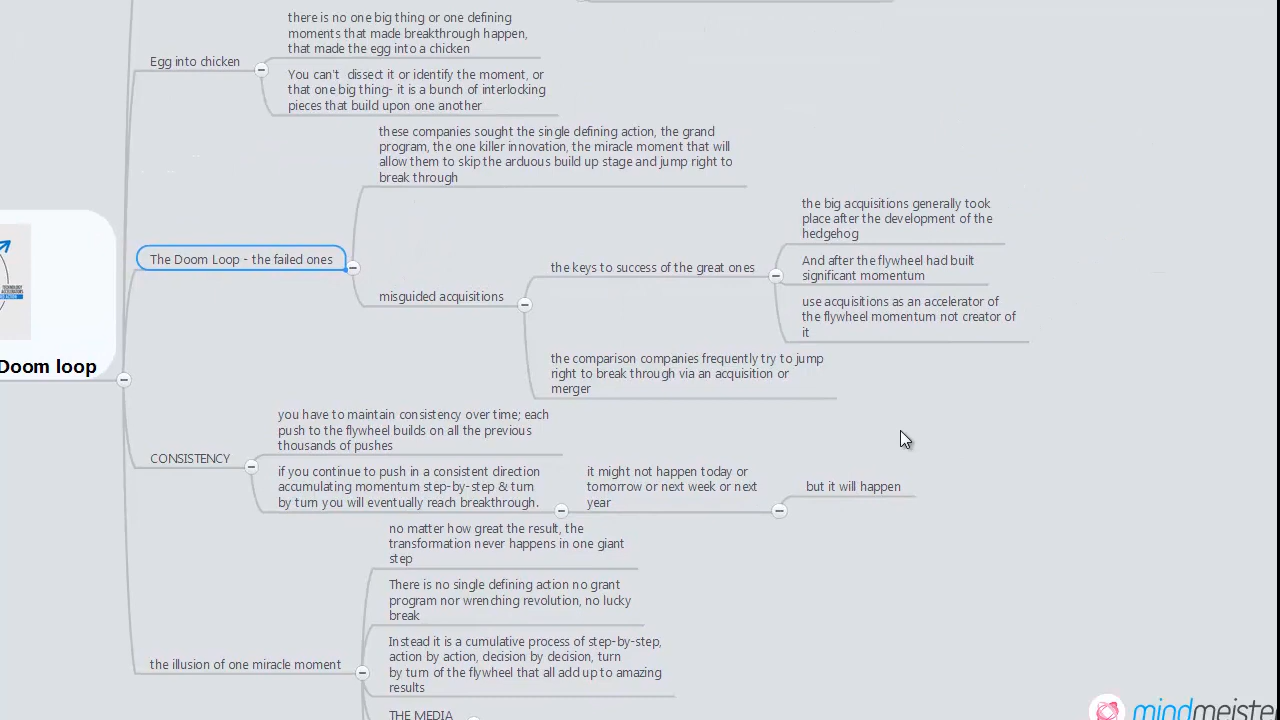 there is no one big thing or one defining
moments that made breakthrough happen,
that made the egg into a chicken
Egg into chicken
You can't dissect it or identify the moment, or
that one big thing- it is a bunch of interlocking
pieces that build upon one another
these companies sought the single defining action, the grand
program, the one killer innovation, the miracle moment that will
allow them to skip the arduous build up stage and jump right to
break through
The Doom Loop - the failed ones
misguided acquisitions
the keys to success of the great ones
the big acquisitions generally took
place after the development of the
hedgehog
And after the flywheel had built
significant momentum
use acquisitions as an accelerator of
the flywheel momentum not creator of
it
the comparison companies frequently try to jump
right to break through via an acquisition or
merger
Doom loop
CONSISTENCY
you have to maintain consistency over time; each
push to the flywheel builds on all the previous
thousands of pushes
if you continue to push in a consistent direction
accumulating momentum step-by-step & turn
by turn you will eventually reach breakthrough.
it might not happen today or
tomorrow or next week or next
year
but it will happen
the illusion of one miracle moment
no matter how great the result, the
transformation never happens in one giant
step
There is no single defining action no grant
program nor wrenching revolution, no lucky
break
Instead it is a cumulative process of step-by-step,
action by action, decision by decision, turn
by turn of the flywheel that all add up to amazing
results
THE MEDIA
mindmeiste